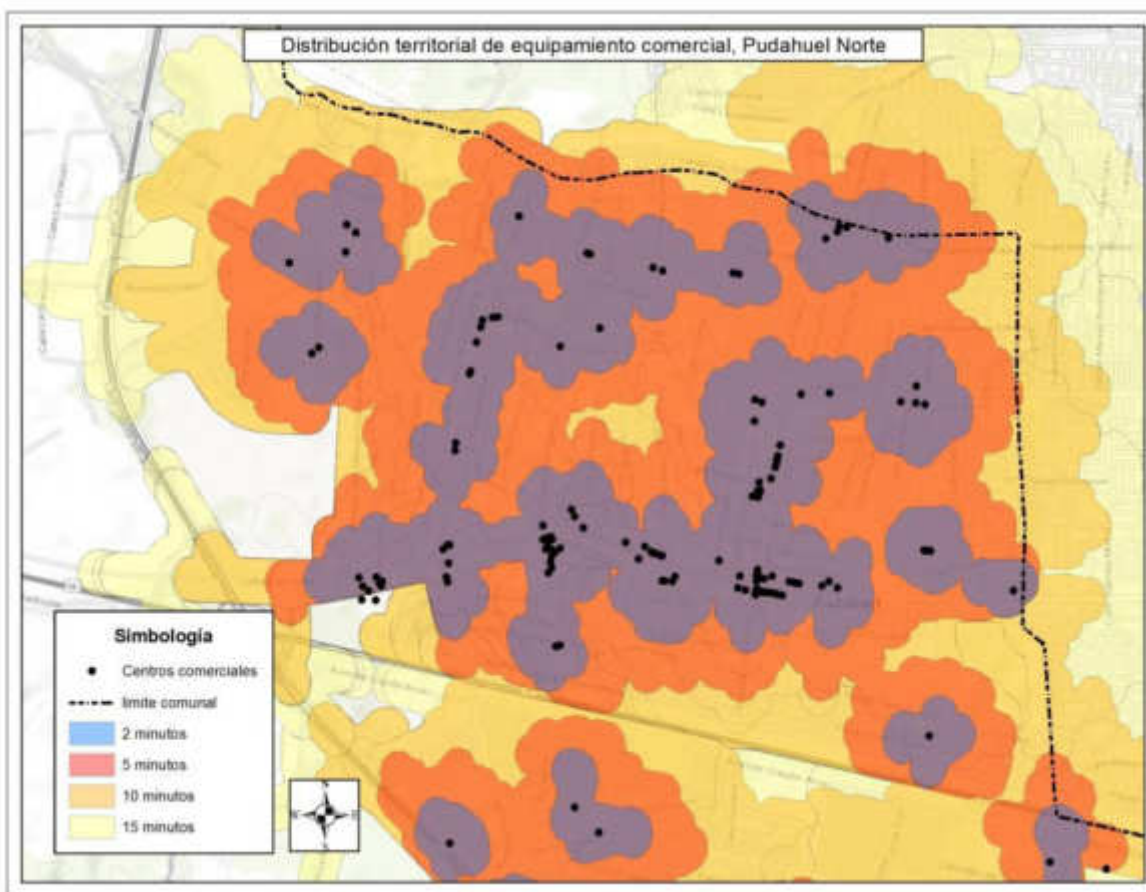 Distribución territorial de equipamiento comercial, Pudahuel Norte
Simbología
Centros comerciales
limite comunal
2 minutos
5 minutos
10 minutos
15 minutos